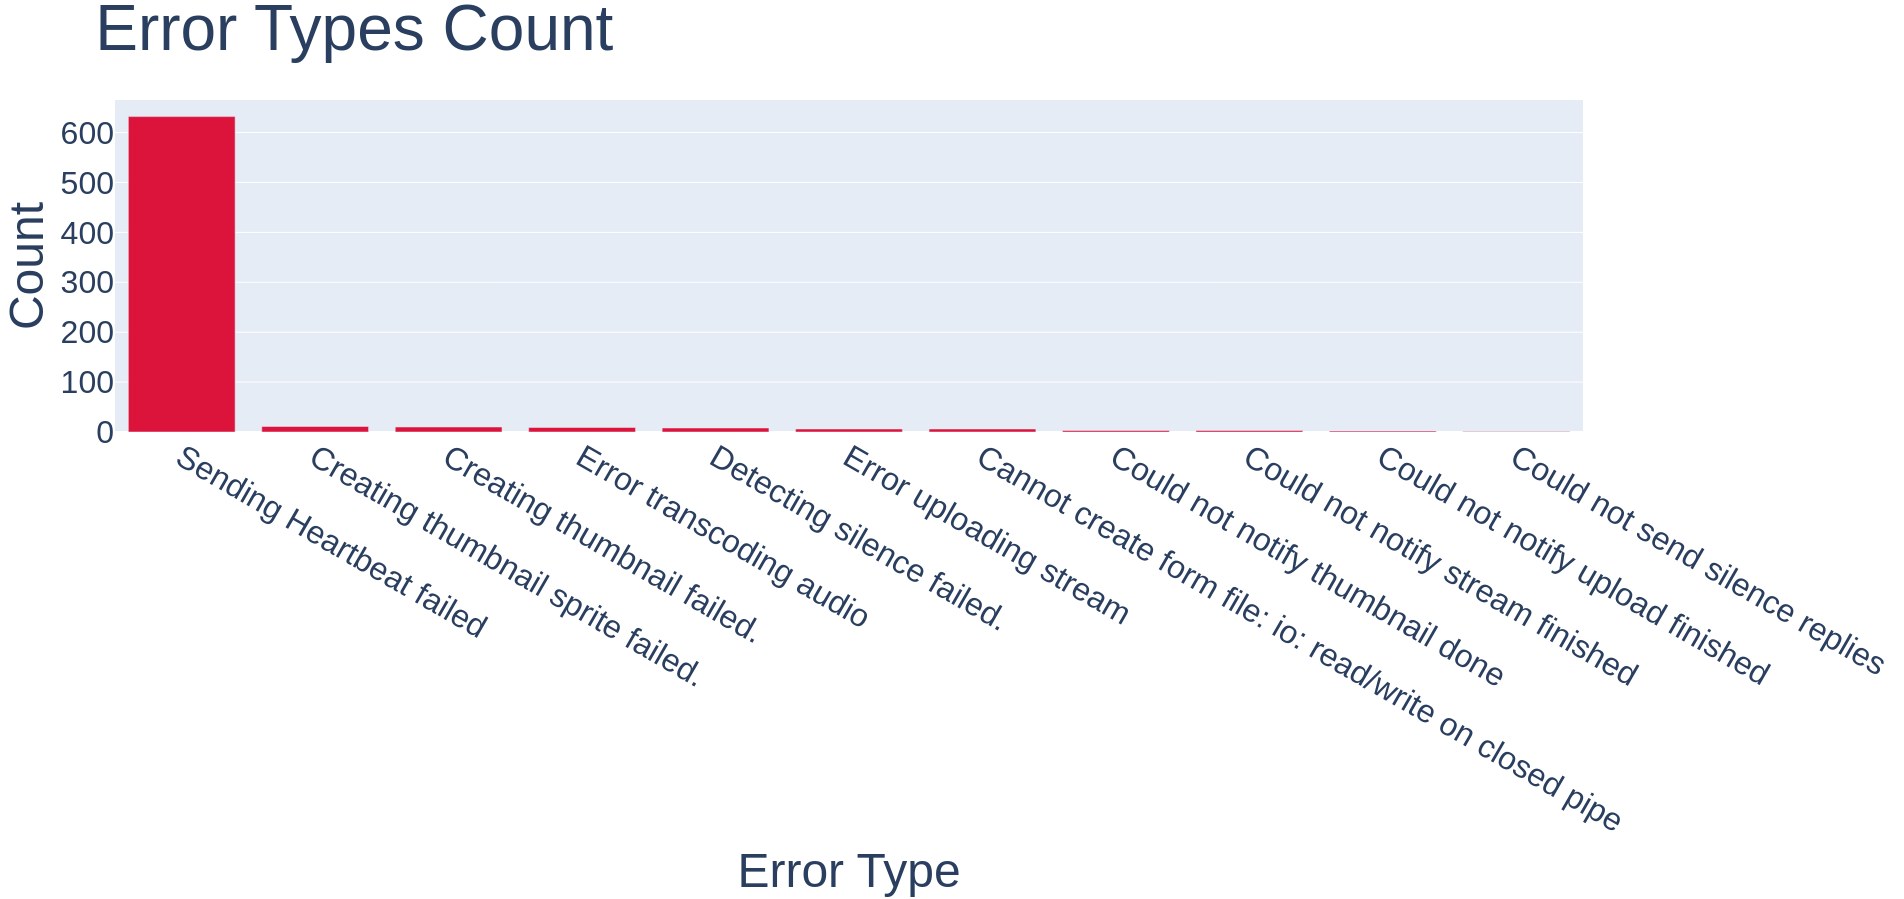 Error Types Count
Count
600
500
400
300
200
100
0
Sending Heartbeat failed
Creating thumbnail sprite failed.
Creating thumbnail failed.
Error transcoding audio
Detecting silence failed.
Error uploading stream
Cannot create form file: io: read/write on closed pipe
Could not notify thumbnail done
Could not notify stream finished
Could not notify upload finished
Could not send silence replies
Error Type